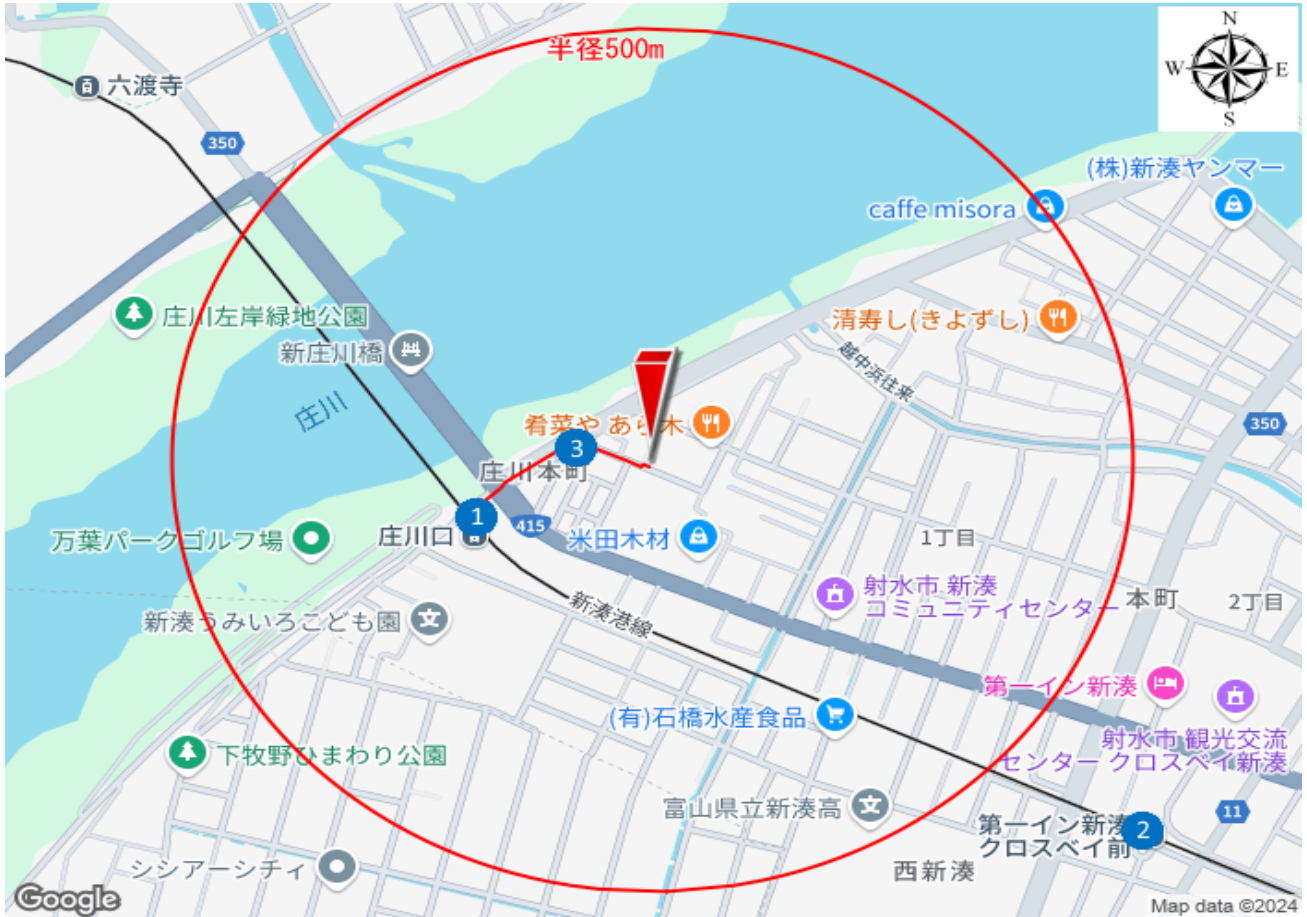 半径500m
N
W
E
S
六渡寺
350
(株)新湊ヤンマー
caffe misora
庄川左岸緑地公園
新庄川橋
清寿し(きよずし)
越中浜往来
庄川
肴菜や あら木
350
3
庄川本町
1
415
庄川口
米田木材
万葉パークゴルフ場
1丁目
射水市 新湊
コミュニティセンター
本町
2丁目
新湊うみいろこども園
新湊港線
第一イン新湊
(有)石橋水産食品
射水市 観光交流
センター クロスベイ新湊
下牧野ひまわり公園
富山県立新湊高
11
第一イン新湊
クロスベイ前
2
シシアーシティ
西新湊
Google
Map data ©2024